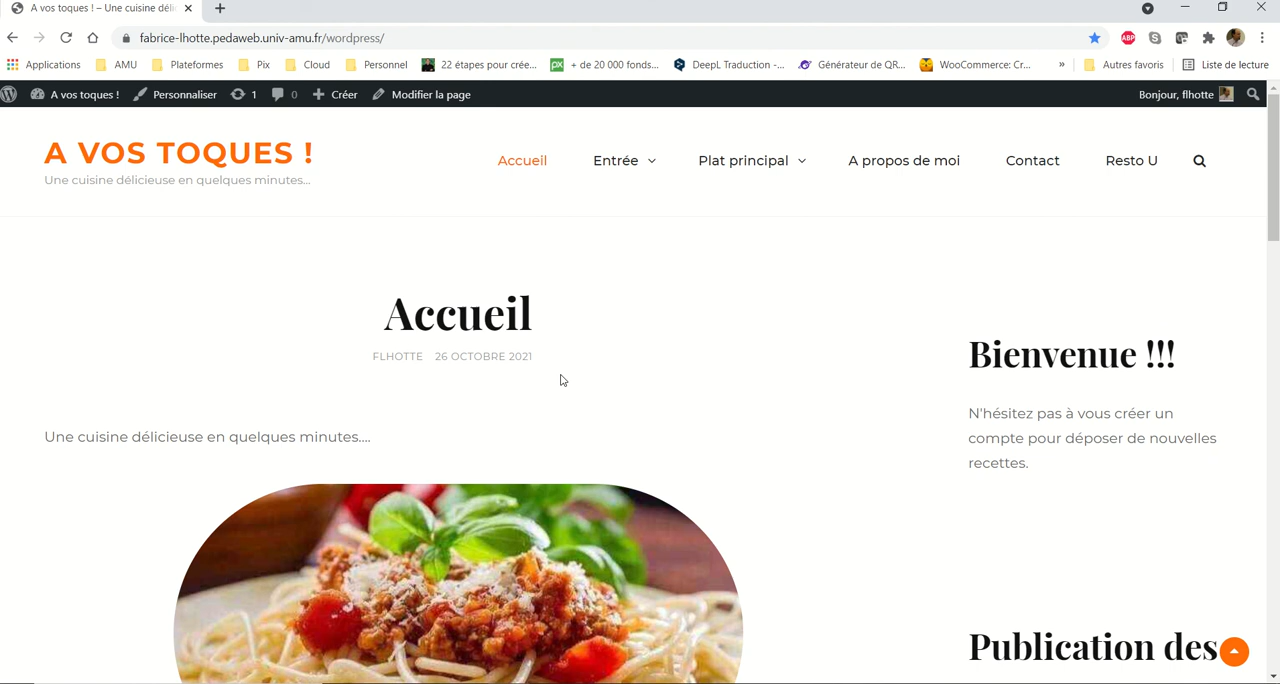 A vos toques ! – Une cuisine déli
fabrice-lhotte.pedaweb.univ-amu.fr/wordpress/
ABP
Applications AMU Plateformes Pix Cloud Personnel 22 étapes pour crée... + de 20 000 fonds... DeepL Traduction -... Générateur de QR... WooCommerce: Cr... » Autres favoris Liste de lecture
A vos toques ! Personnaliser 1 0 Créer Modifier la page Bonjour, flhotte
A VOS TOQUES !
Une cuisine délicieuse en quelques minutes...
Accueil Entrée Plat principal A propos de moi Contact Resto U
Accueil
FLHOTTE 26 OCTOBRE 2021
Une cuisine délicieuse en quelques minutes....
Bienvenue !!!
N'hésitez pas à vous créer un
compte pour déposer de nouvelles
recettes.
Publication des